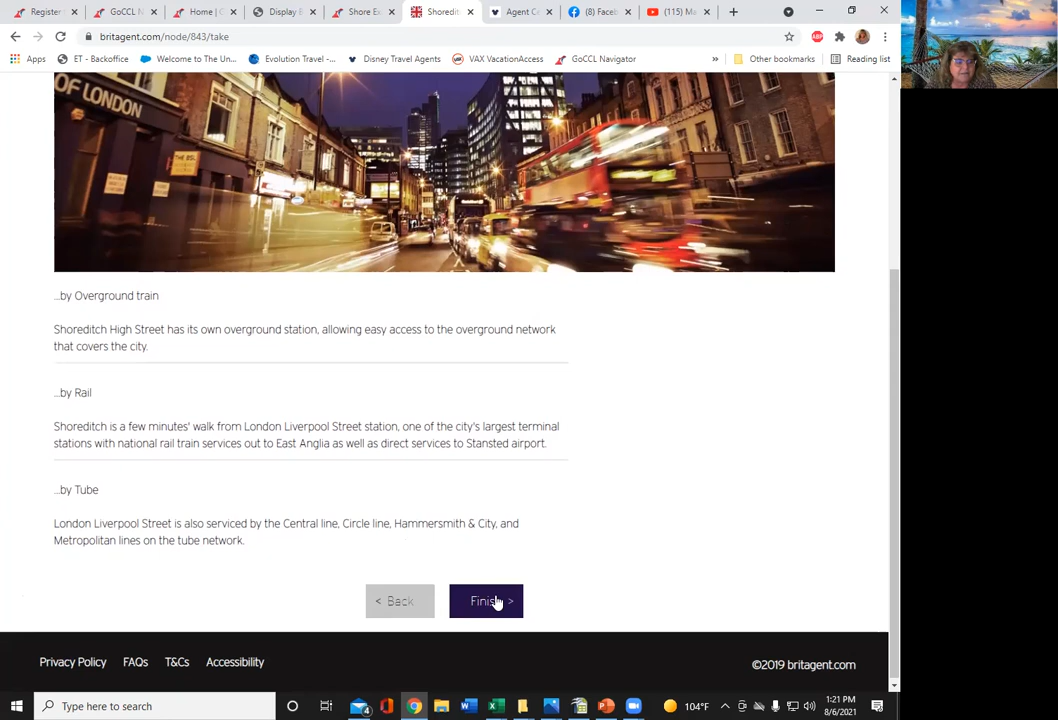 Register
GoCCL N
Home | G
Display B
Shore Ex
Shoredit
Agent Ce
(8) Faceb
(115) Ma
britagent.com/node/843/take
Apps
ET - Backoffice
Welcome to The Un...
Evolution Travel -...
Disney Travel Agents
VAX VacationAccess
GoCCL Navigator
»
Other bookmarks
Reading list
OF LONDON
THE BSL
...by Overground train
Shoreditch High Street has its own overground station, allowing easy access to the overground network
that covers the city.
...by Rail
Shoreditch is a few minutes' walk from London Liverpool Street station, one of the city's largest terminal
stations with national rail train services out to East Anglia as well as direct services to Stansted airport.
...by Tube
London Liverpool Street is also serviced by the Central line, Circle line, Hammersmith & City, and
Metropolitan lines on the tube network.
< Back
Finish >
Privacy Policy
FAQs
T&Cs
Accessibility
©2019 britagent.com
Type here to search
4
104°F
1:21 PM
8/6/2021